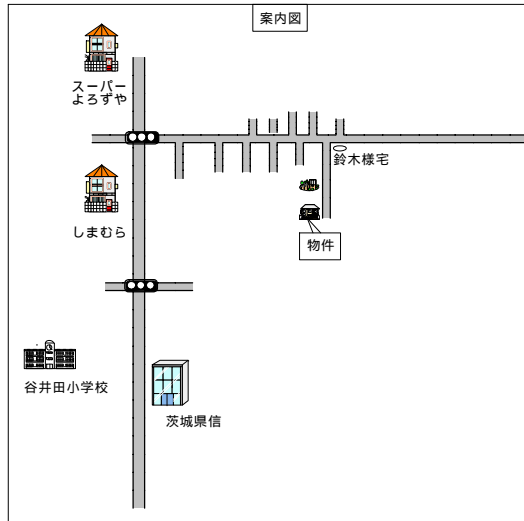 案内図
スーパー
よろずや
鈴木様宅
しまむら
物件
谷井田小学校
茨城県信